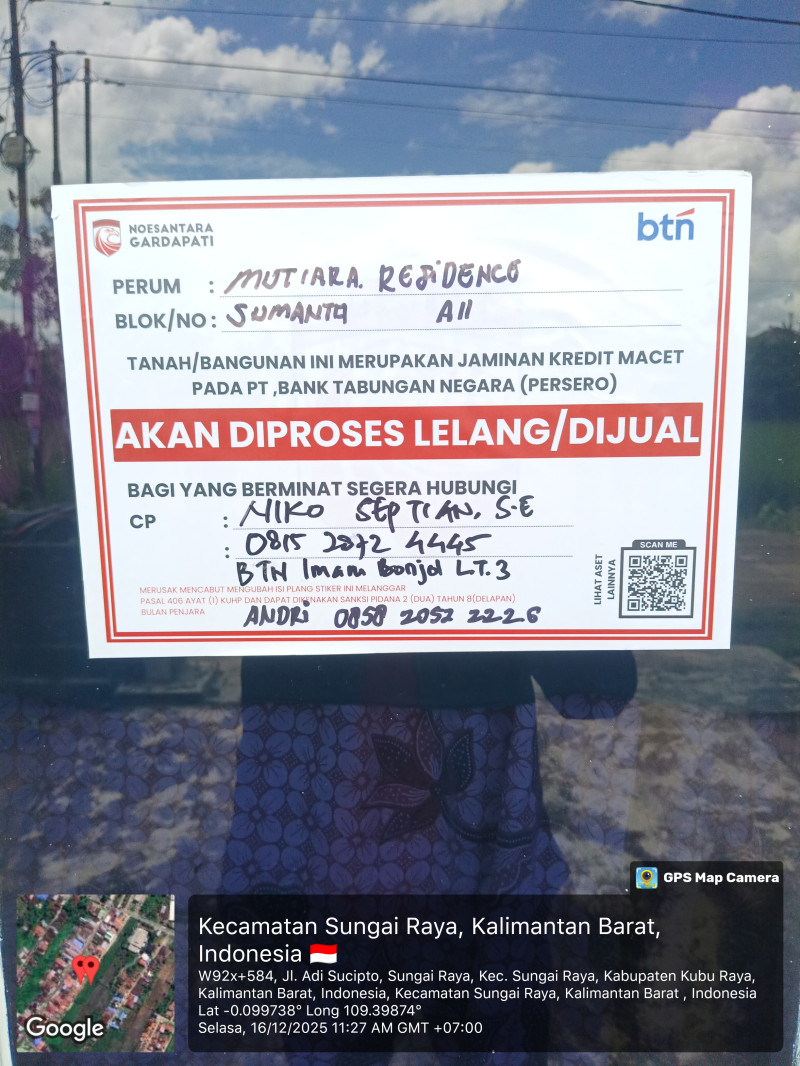 NOESANTARA
GARDAPATI
btn
PERUM : MUTIARA RESIDENCE
BLOK/NO : SUMANTA A11
TANAH/BANGUNAN INI MERUPAKAN JAMINAN KREDIT MACET
PADA PT ,BANK TABUNGAN NEGARA (PERSERO)
AKAN DIPROSES LELANG/DIJUAL
BAGI YANG BERMINAT SEGERA HUBUNGI
CP : NIKO SEPTIAN, S.E
: 0815 2072 4445
BTN Imam Bonjol LT.3
MERUSAK MENCABUT MENGUBAH ISI PLANG STIKER INI MELANGGAR
PASAL 406 AYAT (1) KUHP DAN DAPAT DIKENAKAN SANKSI PIDANA 2 (DUA) TAHUN 8(DELAPAN)
BULAN PENJARA
ANDRI 0858 2052 2226
LIHAT ASET
LAINNYA
SCAN ME
GPS Map Camera
Kecamatan Sungai Raya, Kalimantan Barat,
Indonesia 🇮🇩
W92x+584, Jl. Adi Sucipto, Sungai Raya, Kec. Sungai Raya, Kabupaten Kubu Raya,
Kalimantan Barat, Indonesia, Kecamatan Sungai Raya, Kalimantan Barat , Indonesia
Lat -0.099738° Long 109.39874°
Selasa, 16/12/2025 11:27 AM GMT +07:00
Google